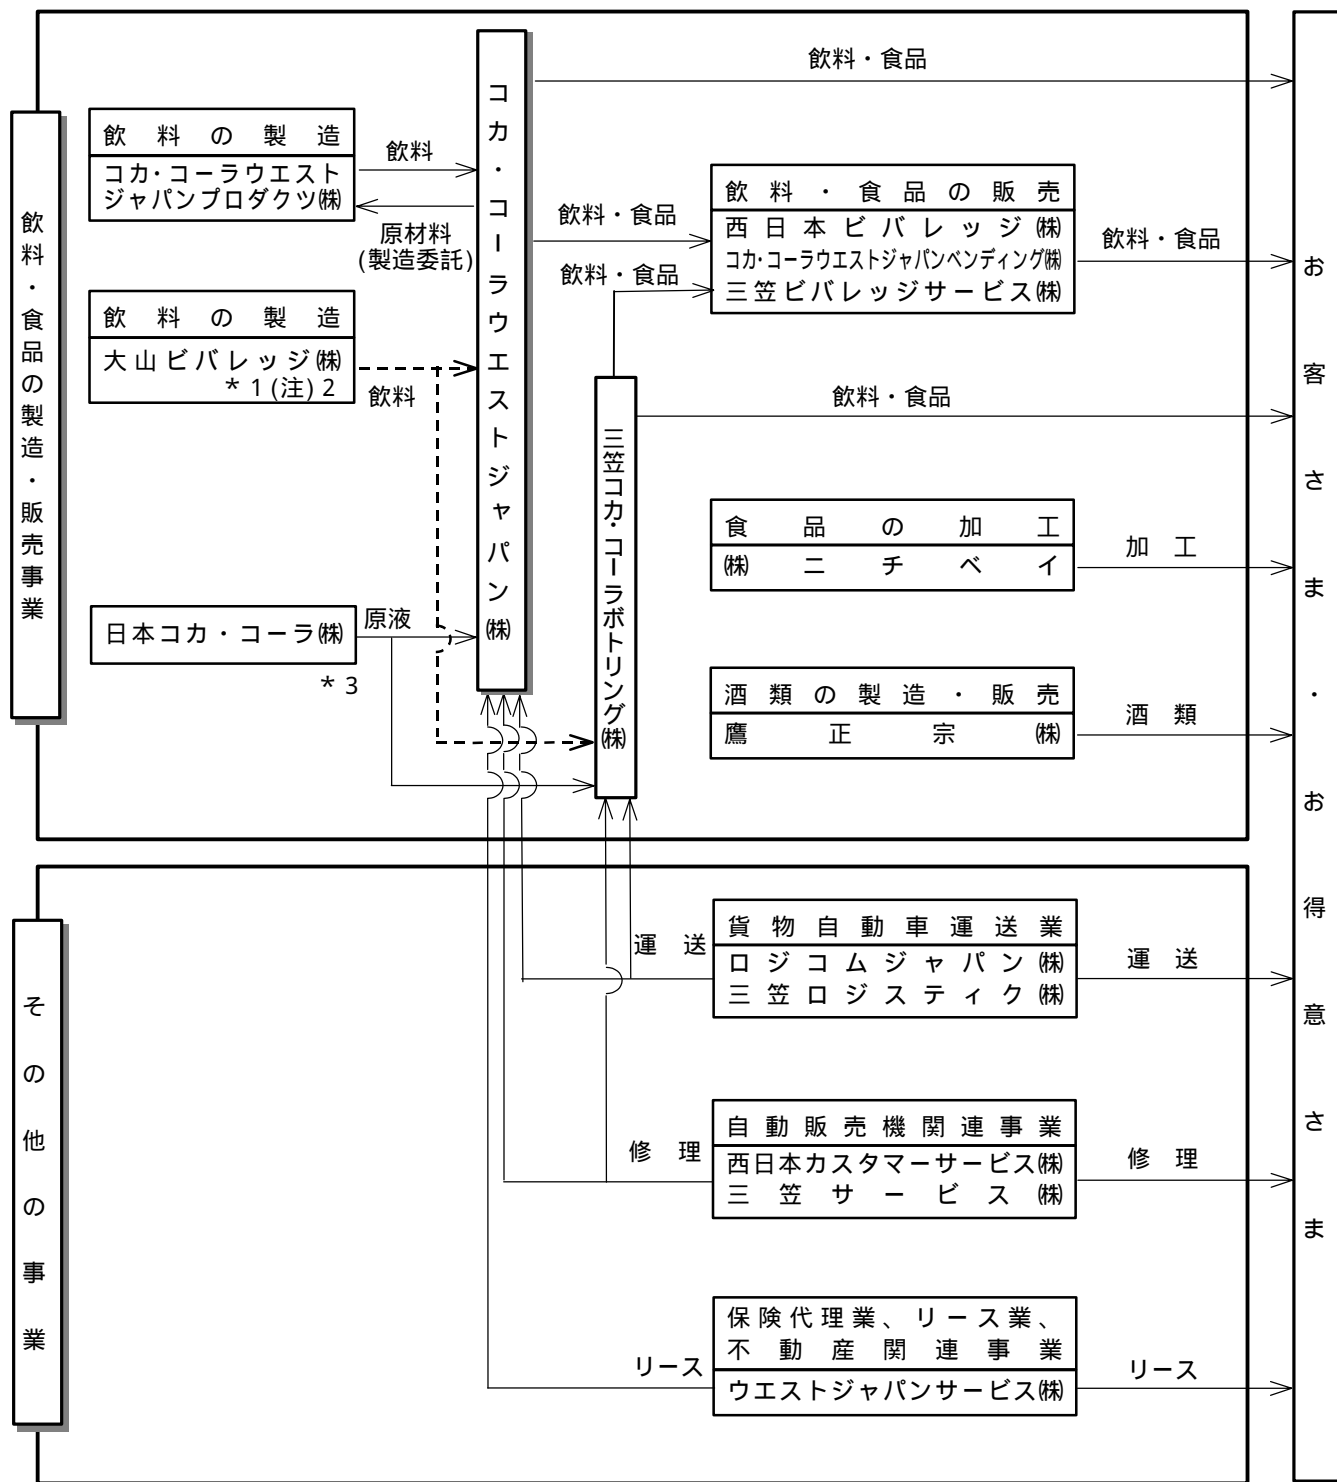 飲料・食品の製造・販売事業
飲料の製造
コカ・コーラウエスト
ジャパンプロダクツ㈱
飲料
原材料
(製造委託)
飲料の製造
大山ビバレッジ㈱
*1(注)2
飲料
日本コカ・コーラ㈱
*3
原液
コカ・コーラウエストジャパン㈱
飲料・食品
飲料・食品
飲料・食品
三笠コカ・コーラボトリング㈱
飲料・食品の販売
西日本ビバレッジ㈱
コカ・コーラウエストジャパンベンディング㈱
三笠ビバレッジサービス㈱
飲料・食品
飲料・食品
食品の加工
㈱ニチベイ
加工
酒類の製造・販売
鷹正宗㈱
酒類
その他の事業
運送
貨物自動車運送業
ロジコムジャパン㈱
三笠ロジスティク㈱
運送
修理
自動販売機関連事業
西日本カスタマーサービス㈱
三笠サービス㈱
修理
リース
保険代理業、リース業、
不動産関連事業
ウエストジャパンサービス㈱
リース
お客さま・お得意さま